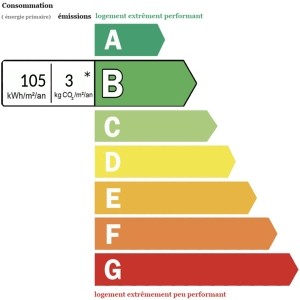 Consommation
( énergie primaire) émissions logement extrêmement performant
A
105 3 * B
kWh/m²/an kg CO₂/m²/an
C
D
E
F
G
logement extrêmement peu performant